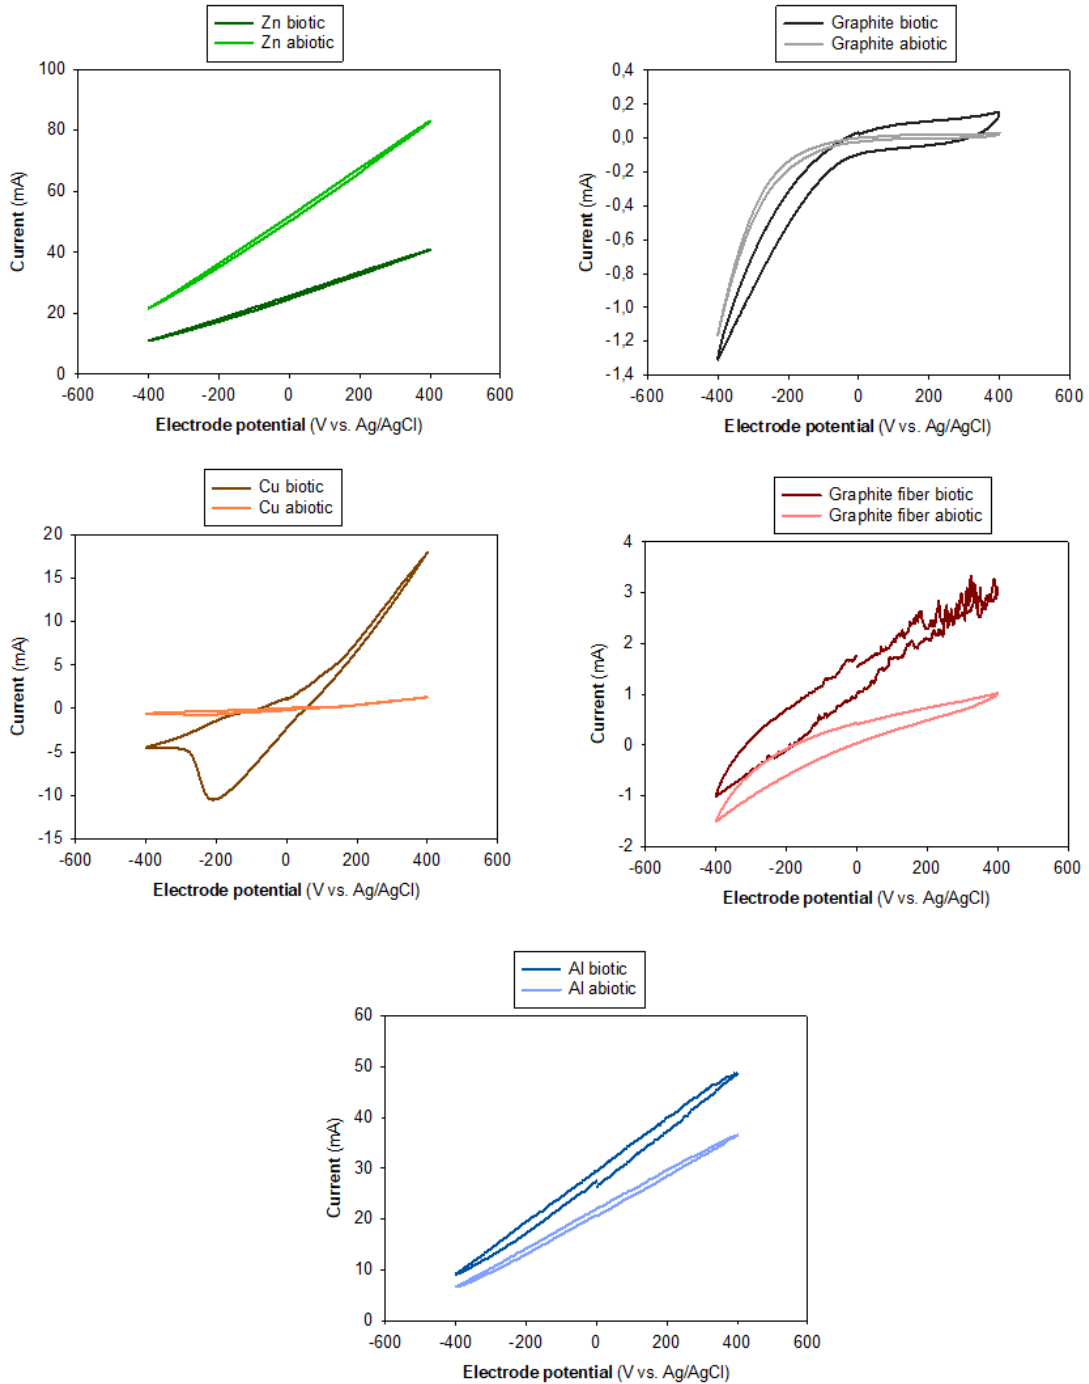 Zn biotic
Zn abiotic
100
80
60
40
20
0
-600 -400 -200 0 200 400 600
Current (mA)
Electrode potential (V vs. Ag/AgCl)
Graphite biotic
Graphite abiotic
0,4
0,2
0,0
-0,2
-0,4
-0,6
-0,8
-1,0
-1,2
-1,4
-600 -400 -200 0 200 400 600
Current (mA)
Electrode potential (V vs. Ag/AgCl)
Cu biotic
Cu abiotic
20
15
10
5
0
-5
-10
-15
-600 -400 -200 0 200 400 600
Current (mA)
Electrode potential (V vs. Ag/AgCl)
Graphite fiber biotic
Graphite fiber abiotic
4
3
2
1
0
-1
-2
-600 -400 -200 0 200 400 600
Current (mA)
Electrode potential (V vs. Ag/AgCl)
Al biotic
Al abiotic
60
50
40
30
20
10
0
-600 -400 -200 0 200 400 600
Current (mA)
Electrode potential (V vs. Ag/AgCl)